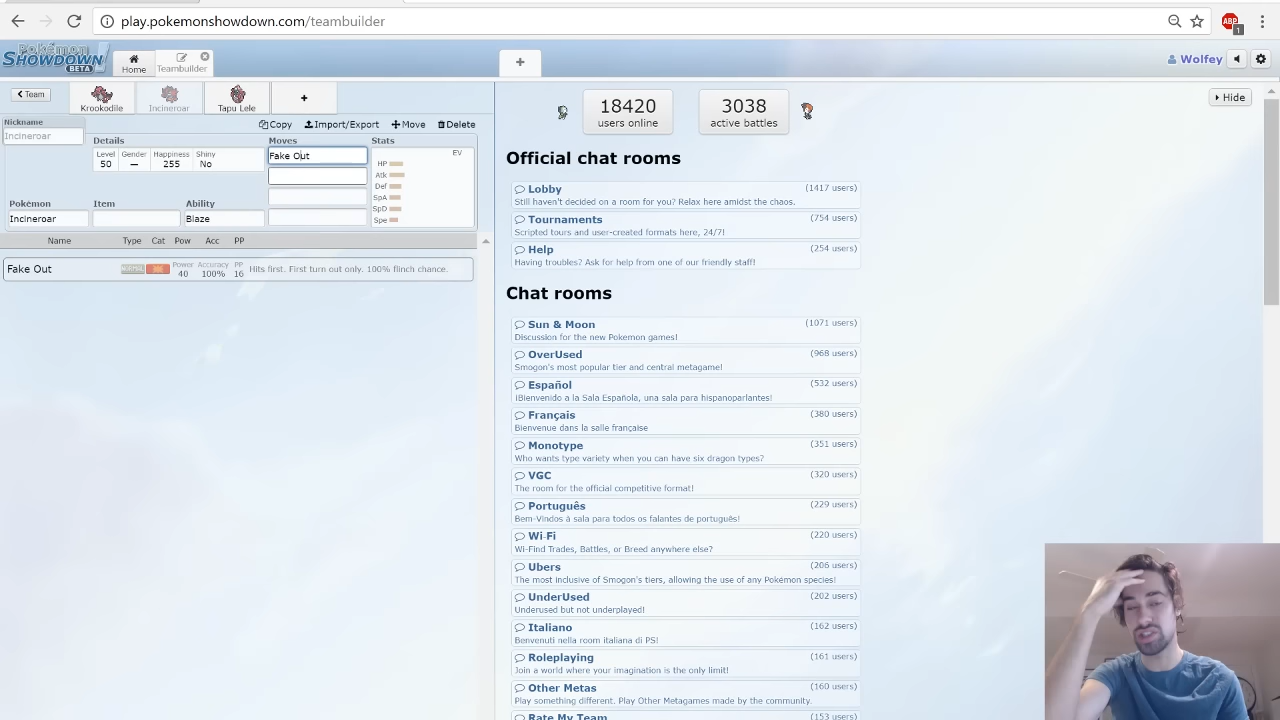 play.pokemonshowdown.com/teambuilder
ABP
1
Pokémon
SHOWDOWN!
BETA
Home
Teambuilder
+
Wolfey
Team
Krookodile
Incineroar
Tapu Lele
+
Copy
Import/Export
Move
Delete
Nickname
Incineroar
Details
Level
50
Gender
—
Happiness
255
Shiny
No
Moves
Fake Out
Stats
EV
HP
Atk
Def
SpA
SpD
Spe
Pokémon
Incineroar
Item
Ability
Blaze
Name Type Cat Pow Acc PP
Fake Out NORMAL Power 40 Accuracy 100% PP 16 Hits first. First turn out only. 100% flinch chance.
18420
users online
3038
active battles
Hide
Official chat rooms
Lobby (1417 users)
Still haven't decided on a room for you? Relax here amidst the chaos.
Tournaments (754 users)
Scripted tours and user-created formats here, 24/7!
Help (254 users)
Having troubles? Ask for help from one of our friendly staff!
Chat rooms
Sun & Moon (1071 users)
Discussion for the new Pokemon games!
OverUsed (968 users)
Smogon's most popular tier and central metagame!
Español (532 users)
¡Bienvenido a la Sala Española, una sala para hispanoparlantes!
Français (380 users)
Bienvenue dans la salle française
Monotype (351 users)
Who wants type variety when you can have six dragon types?
VGC (320 users)
The room for the official competitive format!
Português (229 users)
Bem-Vindos à sala para todos os falantes de português!
Wi-Fi (220 users)
Wi-Find Trades, Battles, or Breed anywhere else?
Ubers (206 users)
The most inclusive of Smogon's tiers, allowing the use of any Pokémon species!
UnderUsed (202 users)
Underused but not underplayed!
Italiano (162 users)
Benvenuti nella room italiana di PS!
Roleplaying (161 users)
Join a world where your imagination is the only limit!
Other Metas (160 users)
Play something different. Play Other Metagames made by the community.
Rate My Team (153 users)